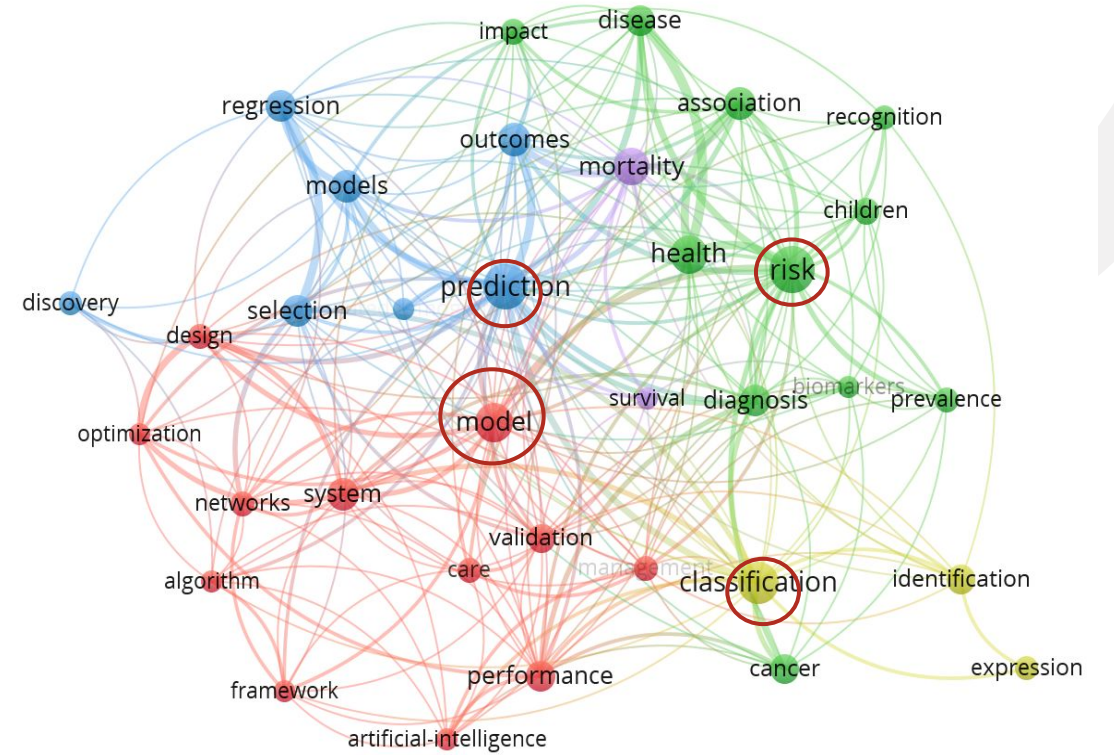 disease
impact
association
regression
recognition
outcomes
mortality
models
children
health
risk
prediction
discovery
selection
design
biomarkers
survival
diagnosis
prevalence
model
optimization
system
networks
validation
care
management
classification
identification
algorithm
cancer
expression
performance
framework
artificial-intelligence